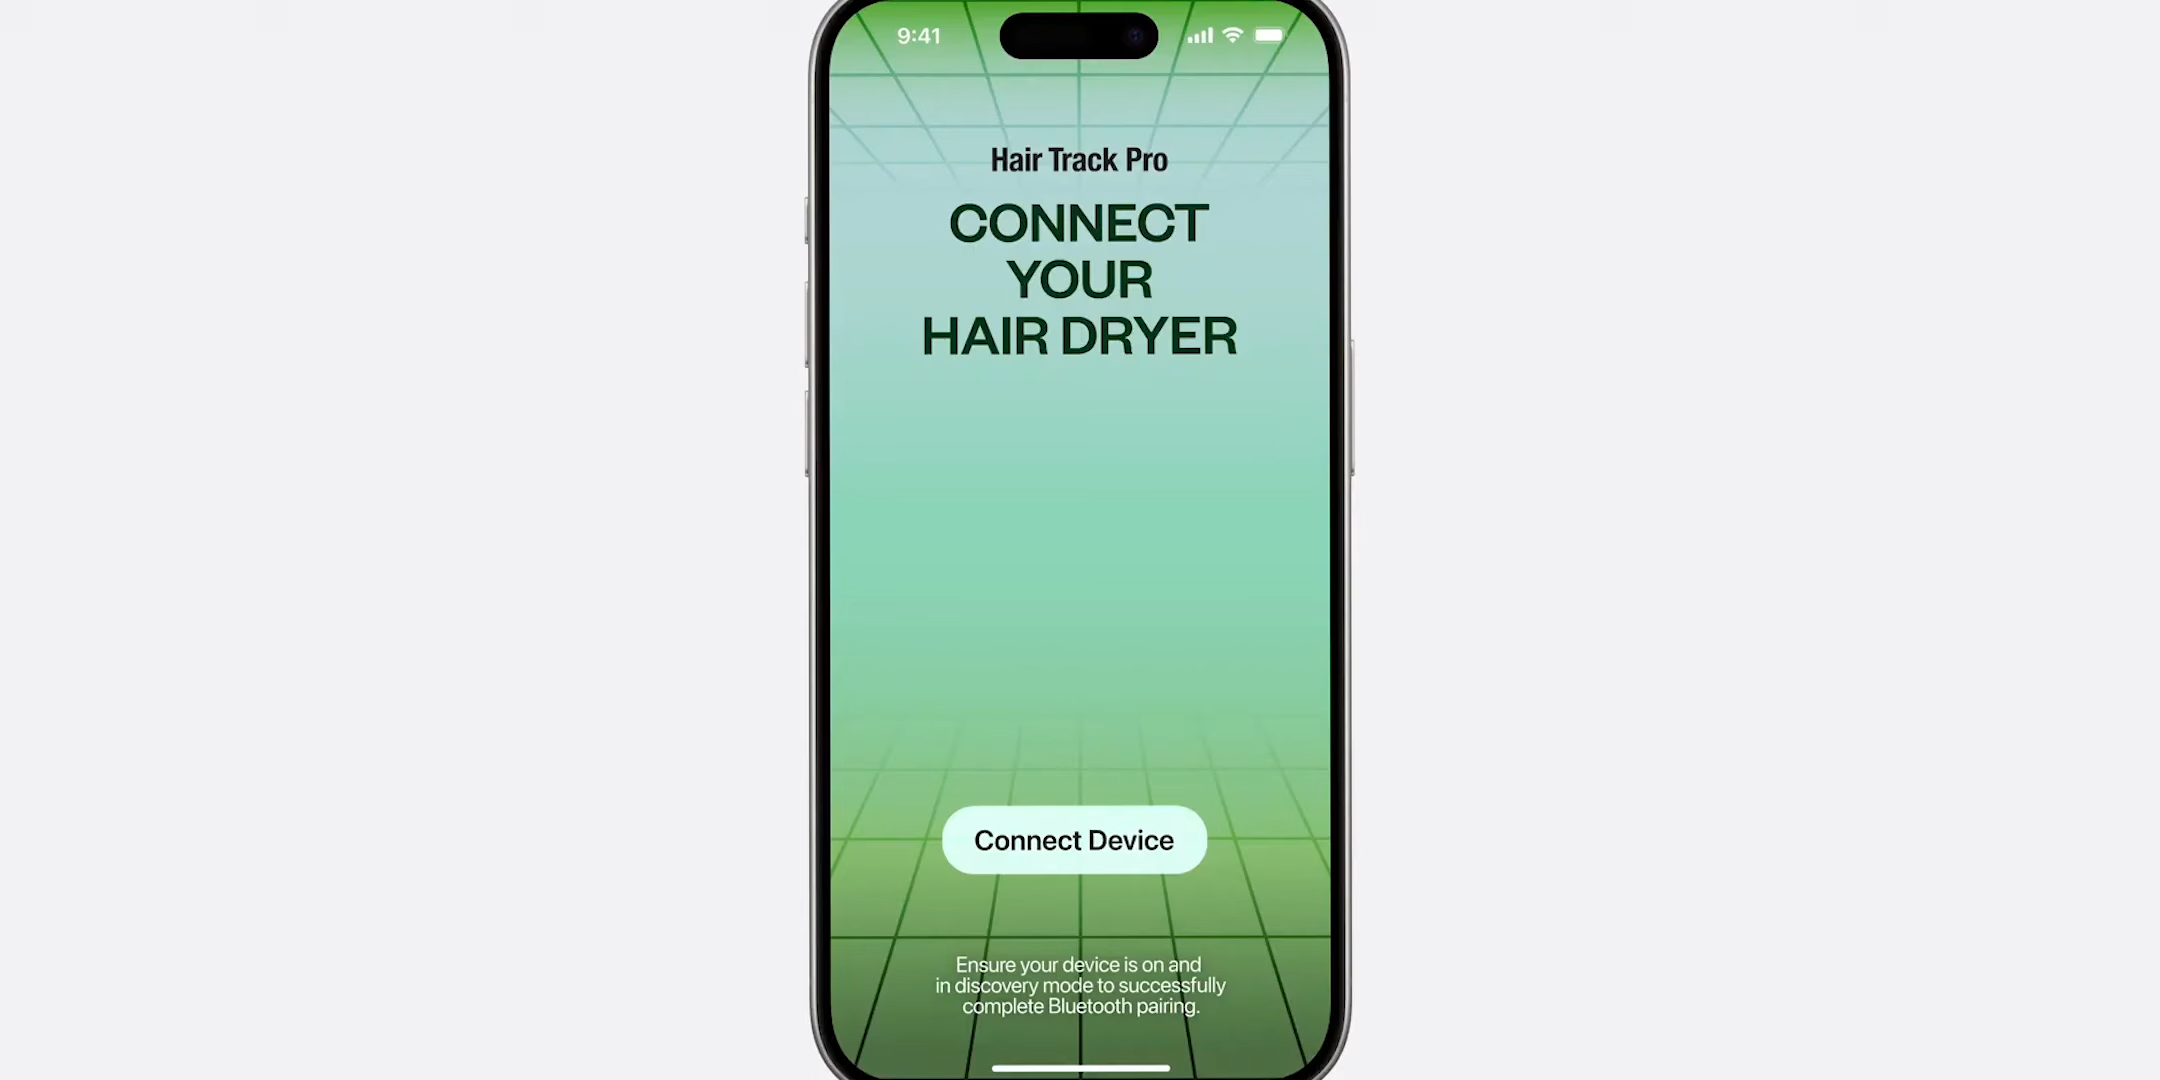 9:41
Hair Track Pro
CONNECT
YOUR
HAIR DRYER
Connect Device
Ensure your device is on and
in discovery mode to successfully
complete Bluetooth pairing.